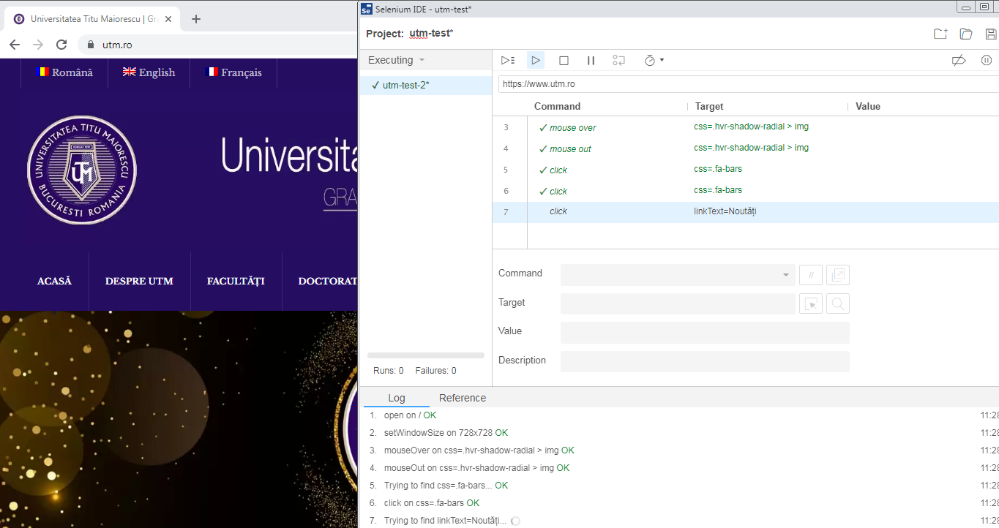 Universitatea Titu Maiorescu | Gra
utm.ro
Română
English
Français
UNIVERSITATEA TITU MAIORESCU
BUCURESTI ROMANIA
UTM
Universita
GRA
ACASĂ
DESPRE UTM
FACULTĂȚI
DOCTORAT
Se Selenium IDE - utm-test*
Project: utm-test*
Executing
✓ utm-test-2*
Runs: 0 Failures: 0
https://www.utm.ro
Command Target Value
3 ✓ mouse over css=.hvr-shadow-radial > img
4 ✓ mouse out css=.hvr-shadow-radial > img
5 ✓ click css=.fa-bars
6 ✓ click css=.fa-bars
7 click linkText=Noutăți
Command //
Target
Value
Description
Log Reference
1. open on / OK 11:28
2. setWindowSize on 728x728 OK 11:28
3. mouseOver on css=.hvr-shadow-radial > img OK 11:28
4. mouseOut on css=.hvr-shadow-radial > img OK 11:28
5. Trying to find css=.fa-bars... OK 11:28
6. click on css=.fa-bars OK 11:28
7. Trying to find linkText=Noutăți... 11:28